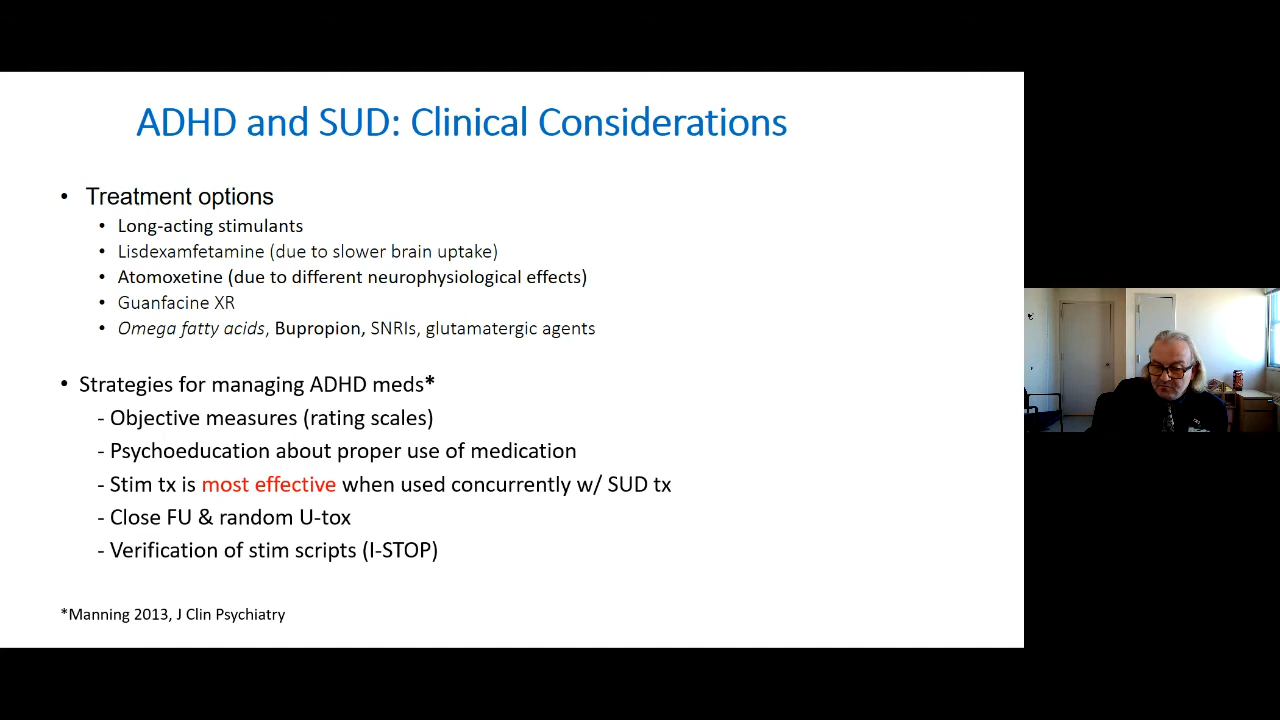 ADHD and SUD: Clinical Considerations
• Treatment options
• Long-acting stimulants
• Lisdexamfetamine (due to slower brain uptake)
• Atomoxetine (due to different neurophysiological effects)
• Guanfacine XR
• Omega fatty acids, Bupropion, SNRIs, glutamatergic agents
• Strategies for managing ADHD meds*
- Objective measures (rating scales)
- Psychoeducation about proper use of medication
- Stim tx is most effective when used concurrently w/ SUD tx
- Close FU & random U-tox
- Verification of stim scripts (I-STOP)
*Manning 2013, J Clin Psychiatry